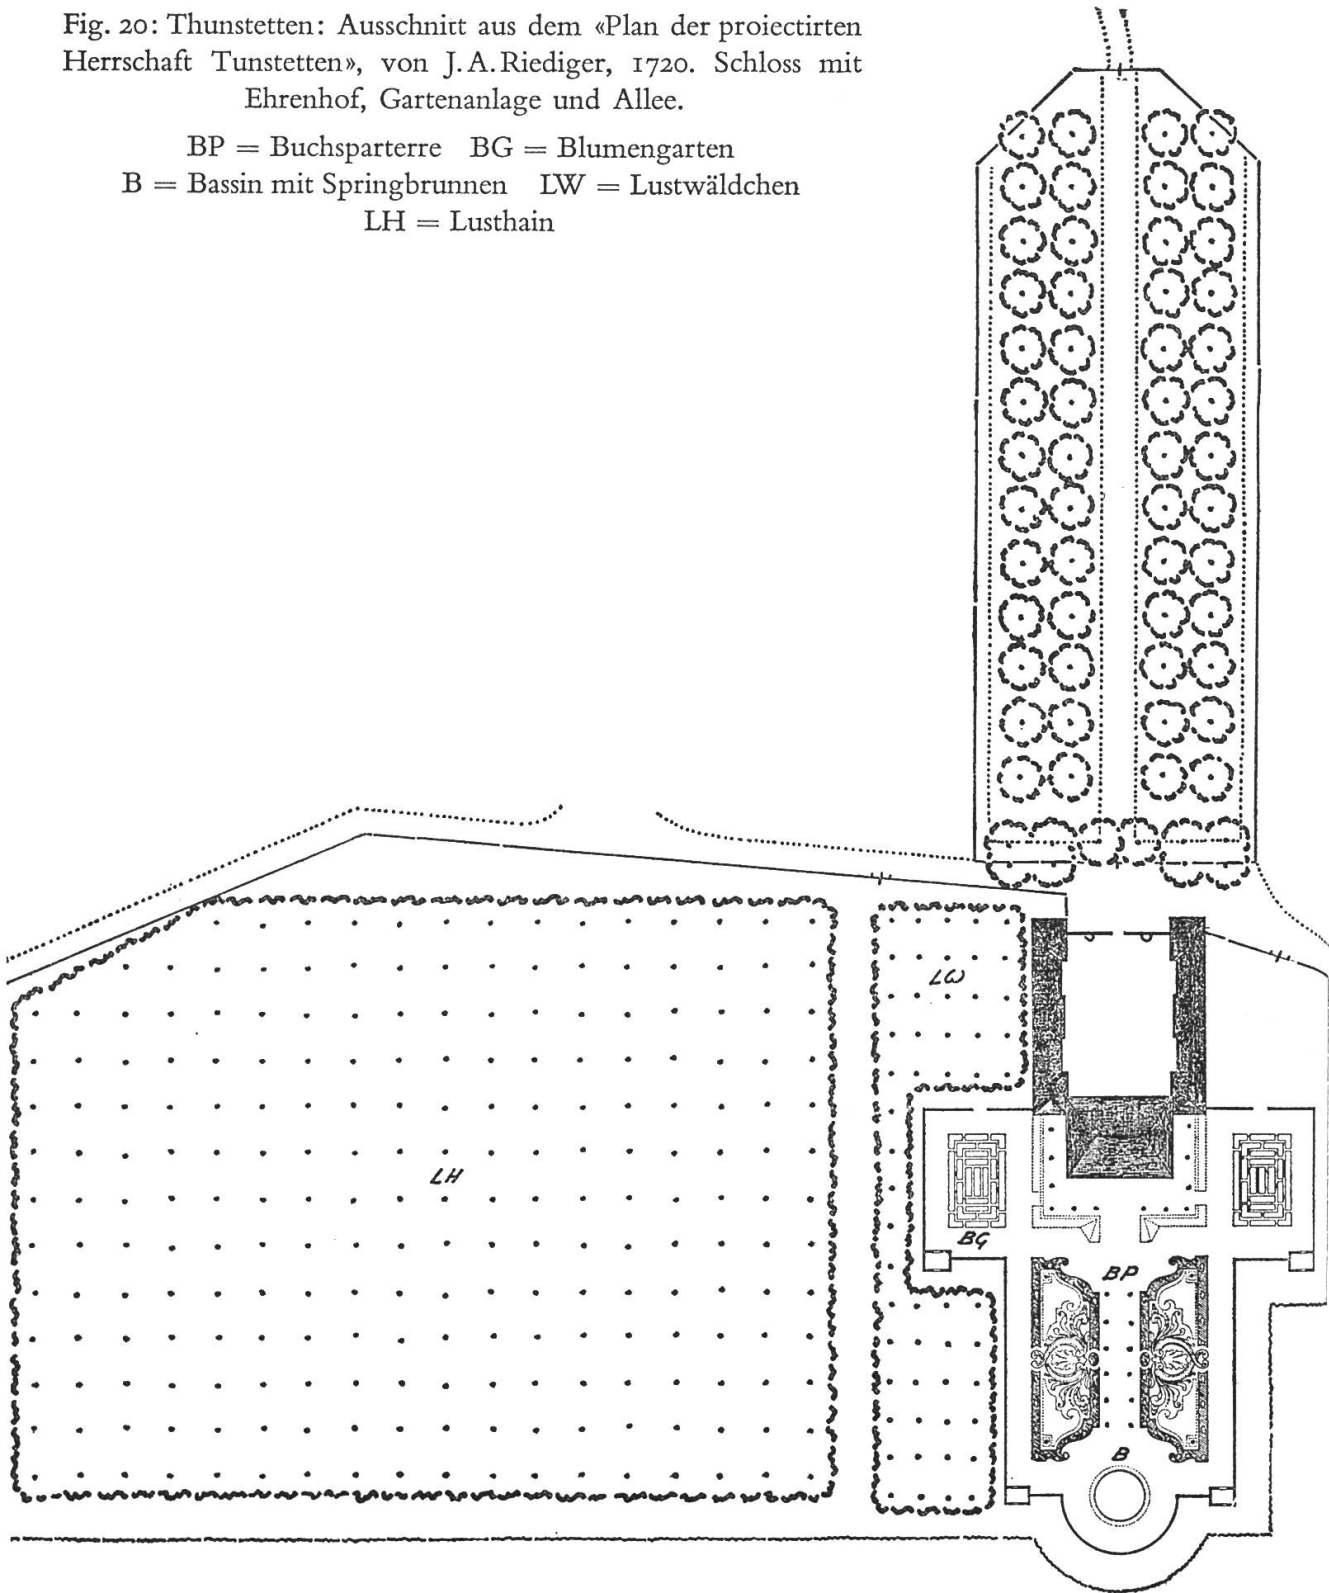 Fig. 20: Thunstetten: Ausschnitt aus dem «Plan der proiectirten
Herrschaft Tunstetten», von J. A. Riediger, 1720. Schloss mit
Ehrenhof, Gartenanlage und Allee.
BP = Buchsparterre BG = Blumengarten
B = Bassin mit Springbrunnen LW = Lustwäldchen
LH = Lusthain
LW
LH
BG
BP
B